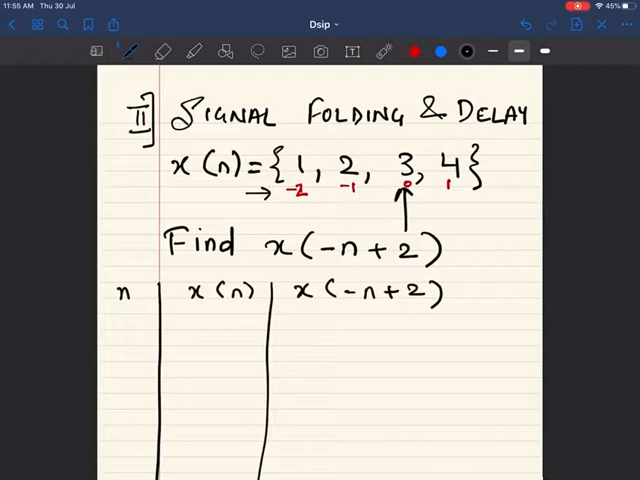 11:55 AM Thu 30 Jul
45%
Dsip
II] SIGNAL FOLDING & DELAY
x(n) = {1, 2, 3, 4}
→ -2 -1 0 1
↑
Find x(-n+2)
n x(n) x(-n+2)